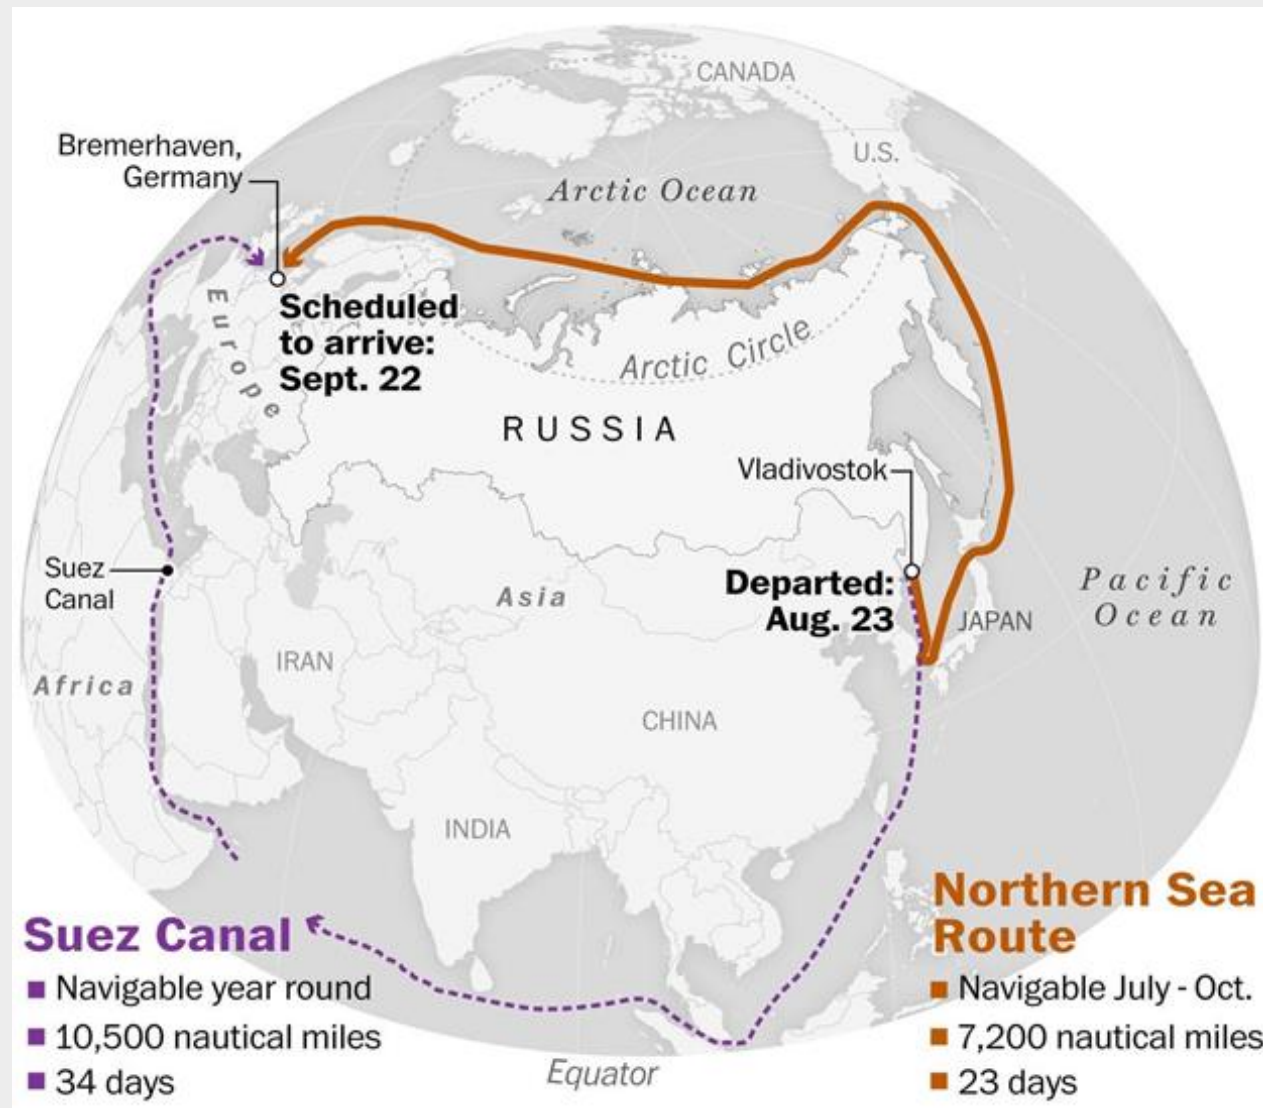 CANADA
U.S.
Bremerhaven,
Germany
Arctic Ocean
Europe
Scheduled
to arrive:
Sept. 22
Arctic Circle
RUSSIA
Vladivostok
Suez
Canal
Asia
Departed:
Aug. 23
JAPAN
Pacific
Ocean
Africa
IRAN
CHINA
INDIA
Suez Canal
▪ Navigable year round
▪ 10,500 nautical miles
▪ 34 days
Equator
Northern Sea
Route
▪ Navigable July - Oct.
▪ 7,200 nautical miles
▪ 23 days